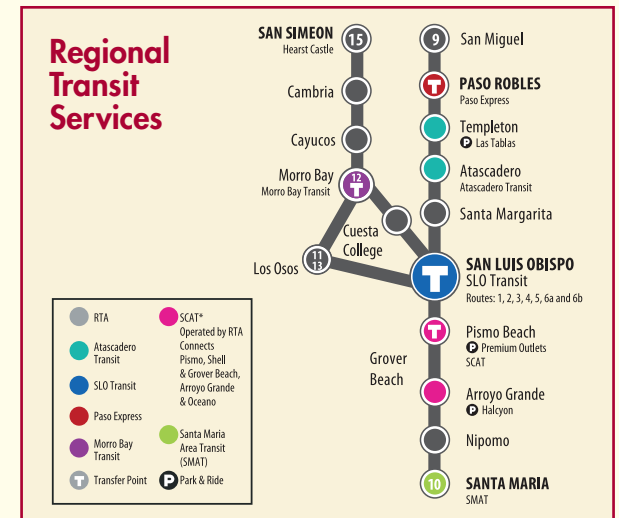 Regional
Transit
Services
SAN SIMEON
Hearst Castle
15
Cambria
Cayucos
Morro Bay
Morro Bay Transit
12
T
Cuesta
College
Los Osos
11
13
9
San Miguel
T
PASO ROBLES
Paso Express
Templeton
P Las Tablas
Atascadero
Atascadero Transit
Santa Margarita
T
SAN LUIS OBISPO
SLO Transit
Routes: 1, 2, 3, 4, 5, 6a and 6b
T
Pismo Beach
P Premium Outlets
SCAT
Grover
Beach
Arroyo Grande
P Halcyon
Nipomo
10
SANTA MARIA
SMAT
RTA
Atascadero
Transit
SLO Transit
Paso Express
Morro Bay
Transit
T Transfer Point
SCAT*
Operated by RTA
Connects
Pismo, Shell
& Grover Beach,
Arroyo Grande
& Oceano
Santa Maria
Area Transit
(SMAT)
P Park & Ride